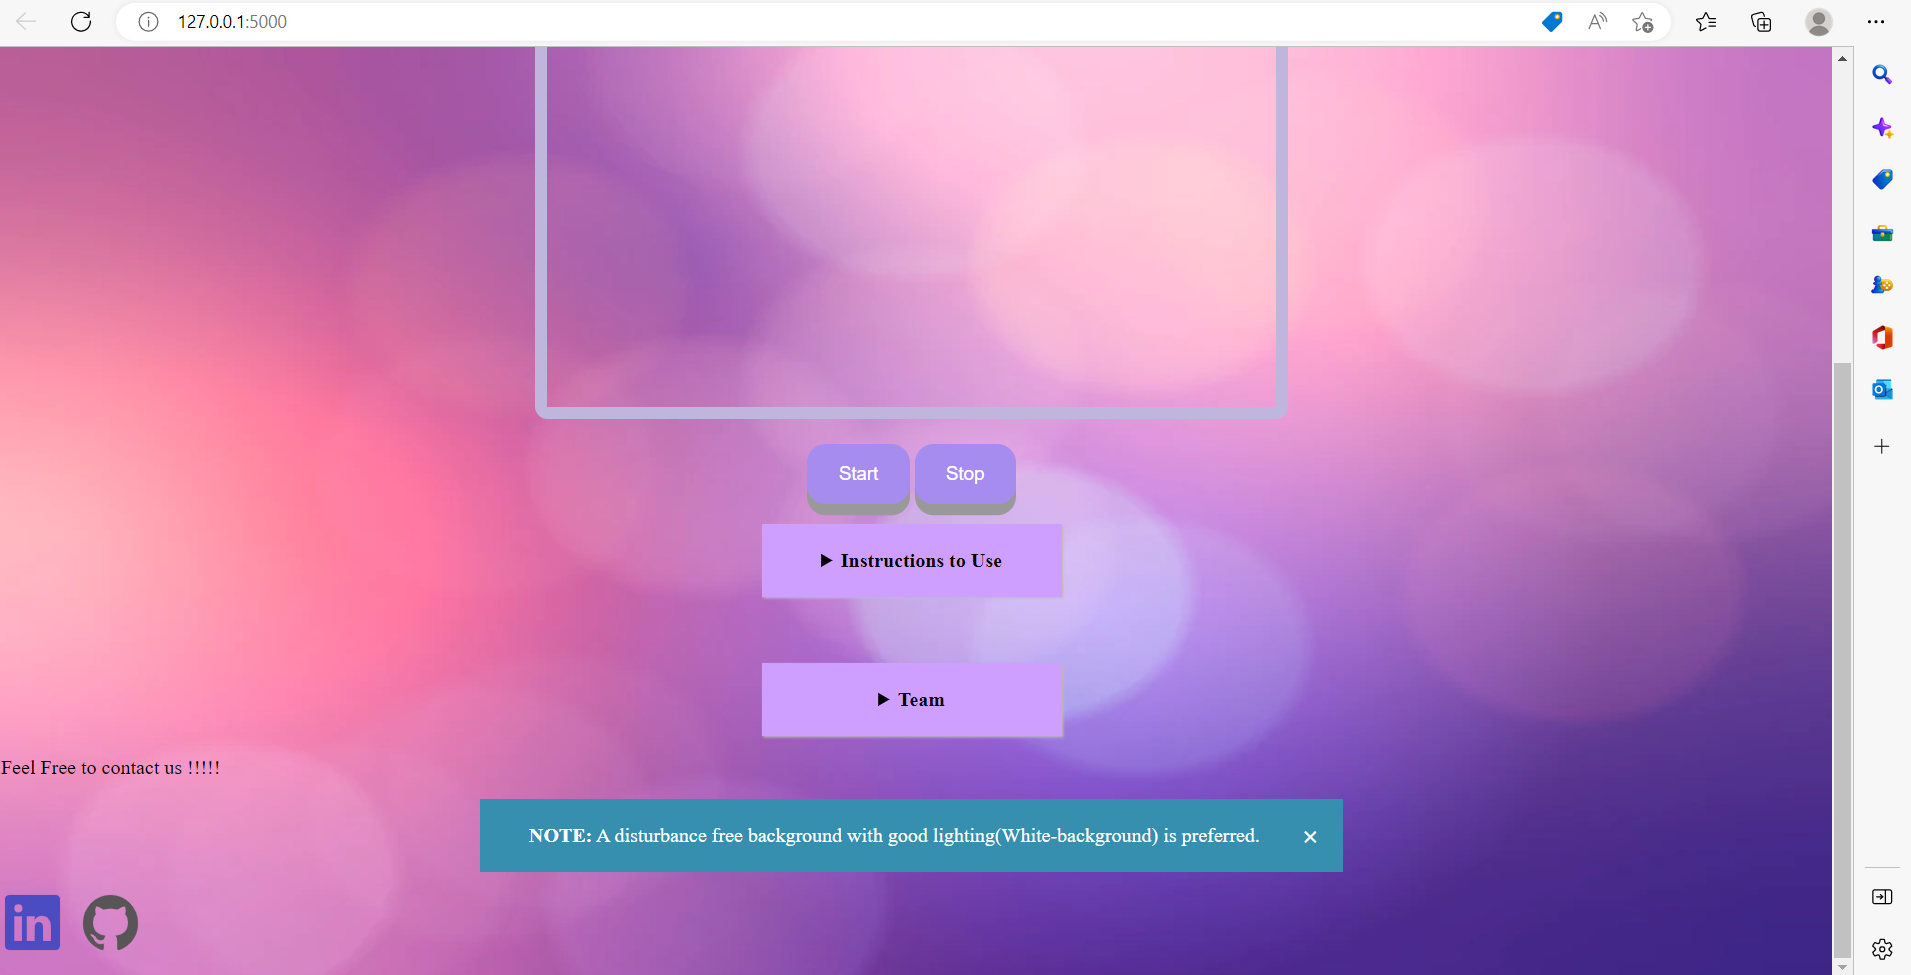 127.0.0.1:5000
Start
Stop
Instructions to Use
Team
Feel Free to contact us !!!!!
NOTE: A disturbance free background with good lighting(White-background) is preferred.
in